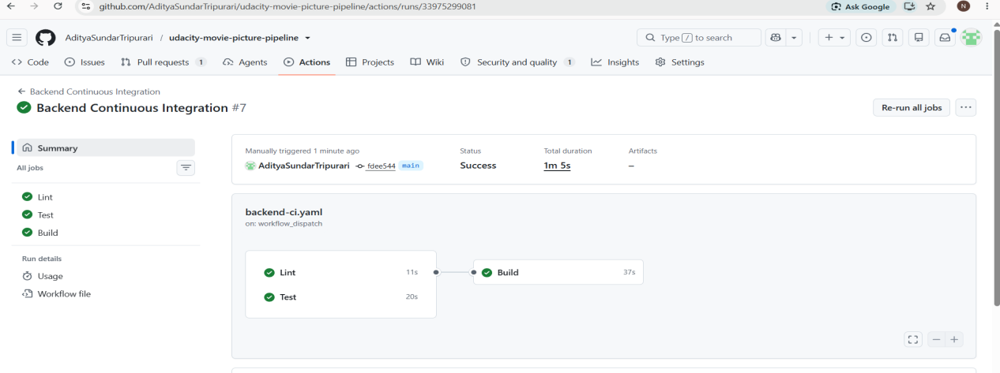 github.com/AdityaSundarTripurari/udacity-movie-picture-pipeline/actions/runs/33975299081
Ask Google
N
AdityaSundarTripurari / udacity-movie-picture-pipeline
Type / to search
Code
Issues
Pull requests 1
Agents
Actions
Projects
Wiki
Security and quality 1
Insights
Settings
Backend Continuous Integration
Backend Continuous Integration #7
Re-run all jobs
Summary
All jobs
Lint
Test
Build
Run details
Usage
Workflow file
Manually triggered 1 minute ago
AdityaSundarTripurari fdee544 main
Status
Success
Total duration
1m 5s
Artifacts
–
backend-ci.yaml
on: workflow_dispatch
Lint 11s
Test 20s
Build 37s